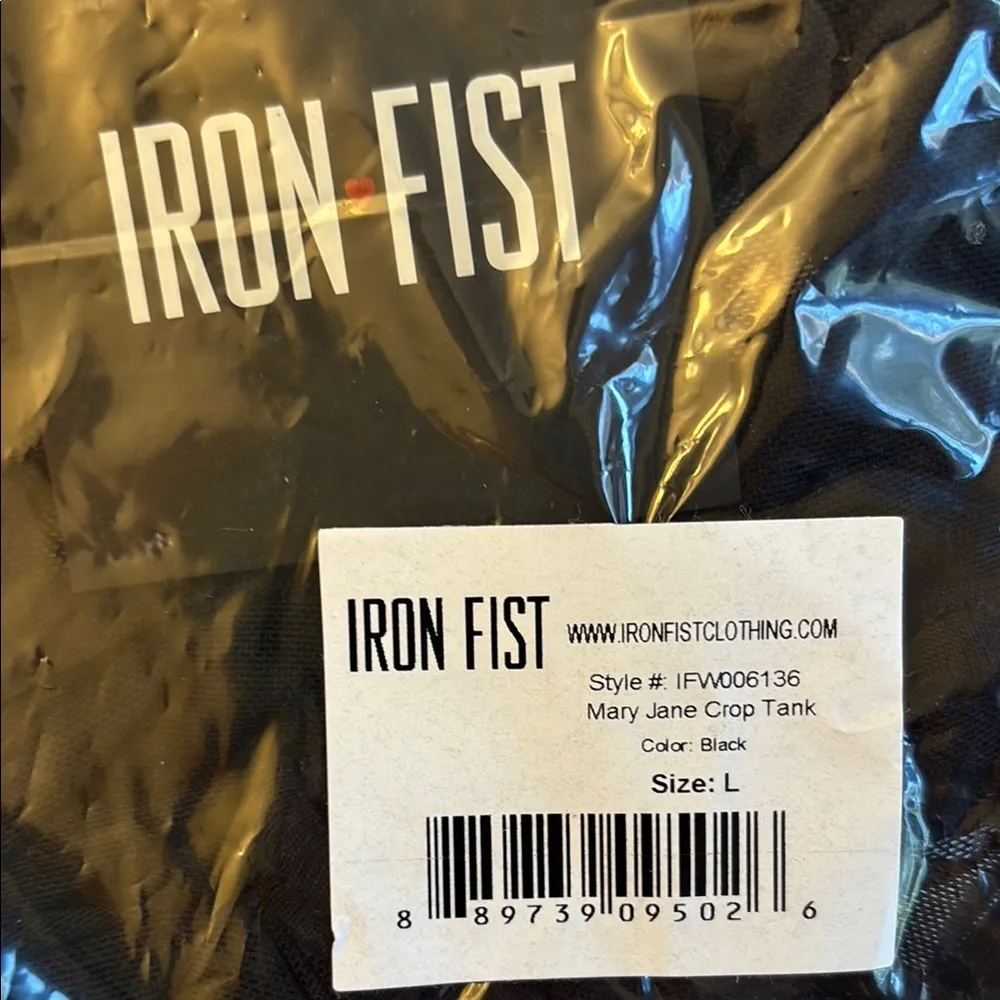 IRON FIST
IRON FIST
WWW.IRONFISTCLOTHING.COM
Style #: IFW006136
Mary Jane Crop Tank
Color: Black
Size: L
8 89739 09502 6